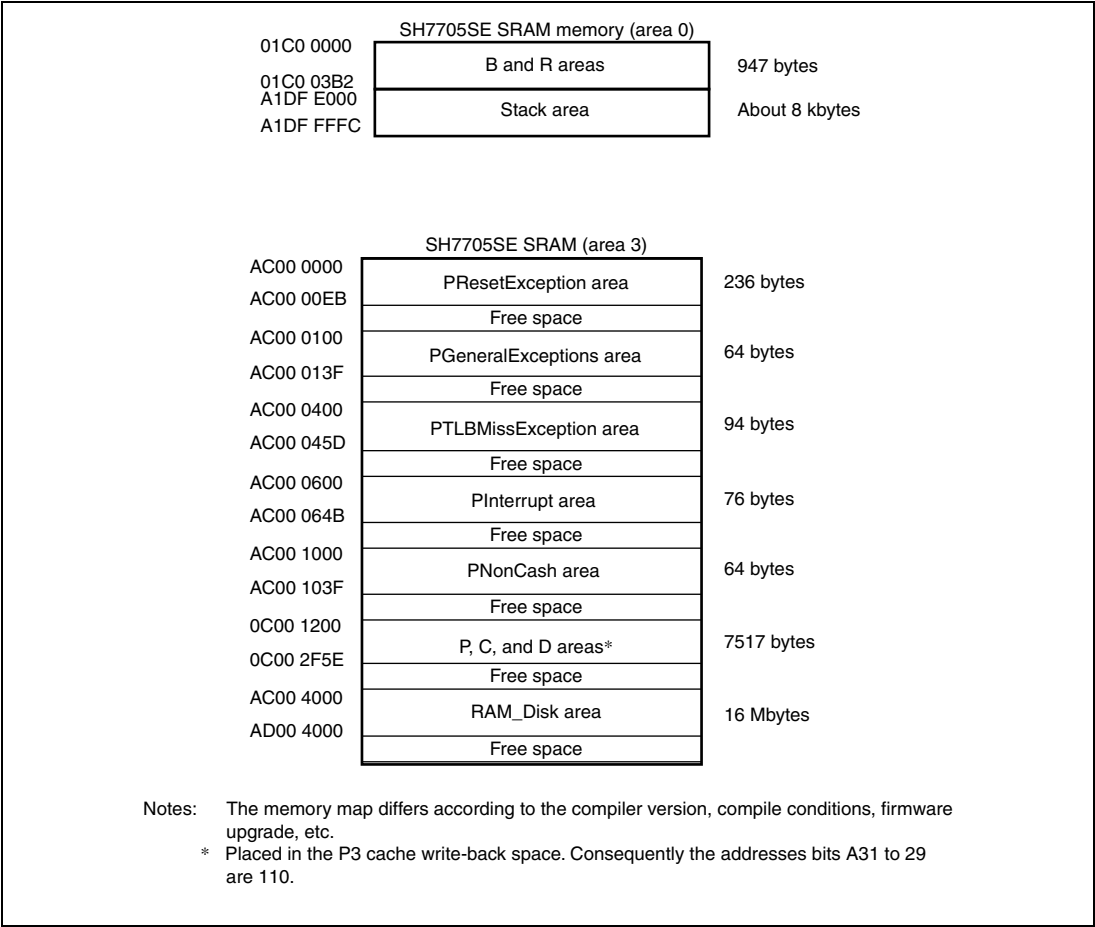 SH7705SE SRAM memory (area 0)
01C0 0000
B and R areas
947 bytes
01C0 03B2
A1DF E000
Stack area
About 8 kbytes
A1DF FFFC
SH7705SE SRAM (area 3)
AC00 0000
PResetException area
236 bytes
AC00 00EB
Free space
AC00 0100
PGeneralExceptions area
64 bytes
AC00 013F
Free space
AC00 0400
PTLBMissException area
94 bytes
AC00 045D
Free space
AC00 0600
PInterrupt area
76 bytes
AC00 064B
Free space
AC00 1000
PNonCash area
64 bytes
AC00 103F
Free space
0C00 1200
P, C, and D areas*
7517 bytes
0C00 2F5E
Free space
AC00 4000
RAM_Disk area
16 Mbytes
AD00 4000
Free space
Notes: The memory map differs according to the compiler version, compile conditions, firmware
upgrade, etc.
* Placed in the P3 cache write-back space. Consequently the addresses bits A31 to 29
are 110.